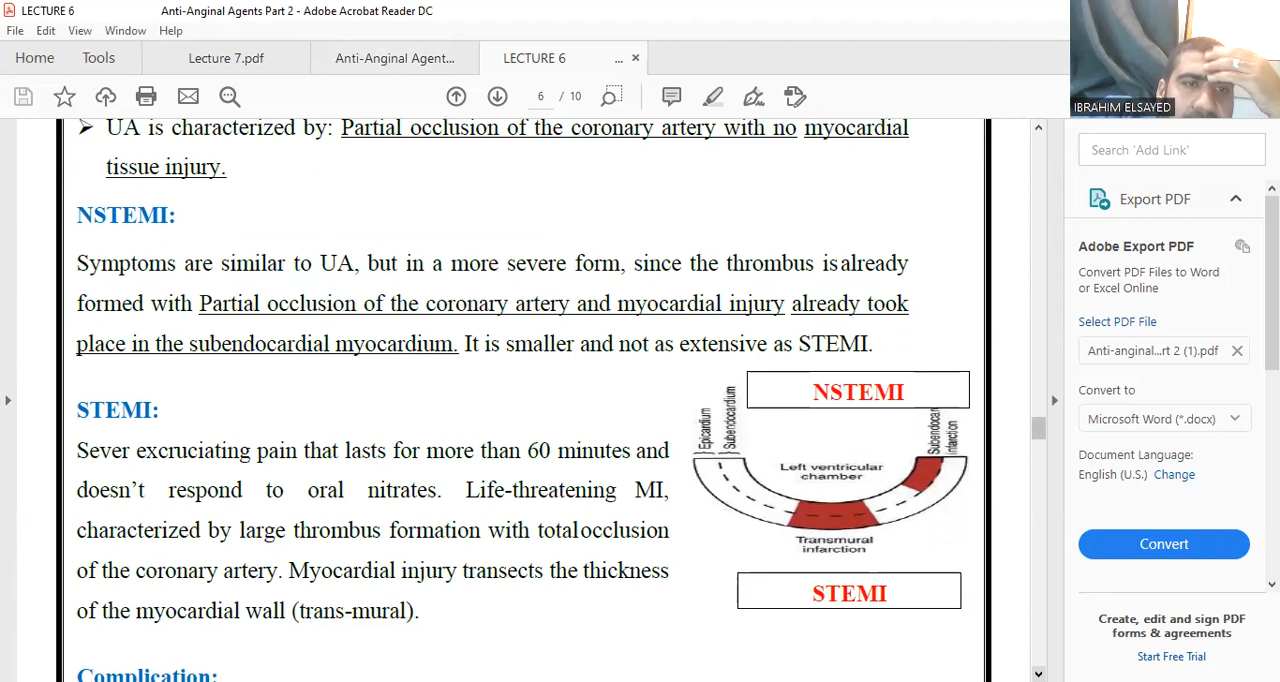 LECTURE 6 Anti-Anginal Agents Part 2 - Adobe Acrobat Reader DC
File Edit View Window Help
Home Tools Lecture 7.pdf Anti-Anginal Agent... LECTURE 6 ... ×
6 / 10
IBRAHIM ELSAYED
UA is characterized by: Partial occlusion of the coronary artery with no myocardial
tissue injury.
NSTEMI:
Symptoms are similar to UA, but in a more severe form, since the thrombus is already
formed with Partial occlusion of the coronary artery and myocardial injury already took
place in the subendocardial myocardium. It is smaller and not as extensive as STEMI.
STEMI:
Sever excruciating pain that lasts for more than 60 minutes and
doesn't respond to oral nitrates. Life-threatening MI,
characterized by large thrombus formation with total occlusion
of the coronary artery. Myocardial injury transects the thickness
of the myocardial wall (trans-mural).
NSTEMI
Epicardium
Subendocardium
Subendocar
infarction
Left ventricular
chamber
Transmural
infarction
STEMI
Complication:
Search 'Add Link'
Export PDF
Adobe Export PDF
Convert PDF Files to Word
or Excel Online
Select PDF File
Anti-anginal...rt 2 (1).pdf
Convert to
Microsoft Word (*.docx)
Document Language:
English (U.S.) Change
Convert
Create, edit and sign PDF
forms & agreements
Start Free Trial